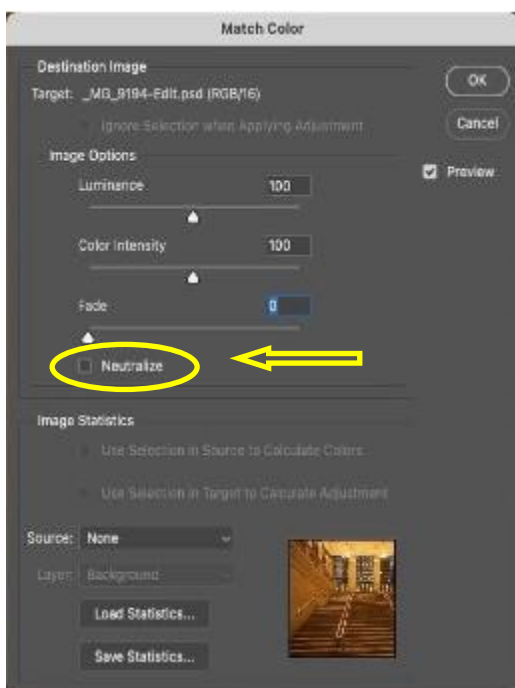 Match Color
Destination Image
Target: _MG_9194-Edit.psd (RGB/16)
Ignore Selection when Applying Adjustment
OK
Cancel
Preview
Image Options
Luminance 100
Color Intensity 100
Fade 0
Neutralize
Image Statistics
Use Selection in Source to Calculate Colors
Use Selection in Target to Calculate Adjustment
Source: None
Layer: Background
Load Statistics...
Save Statistics...